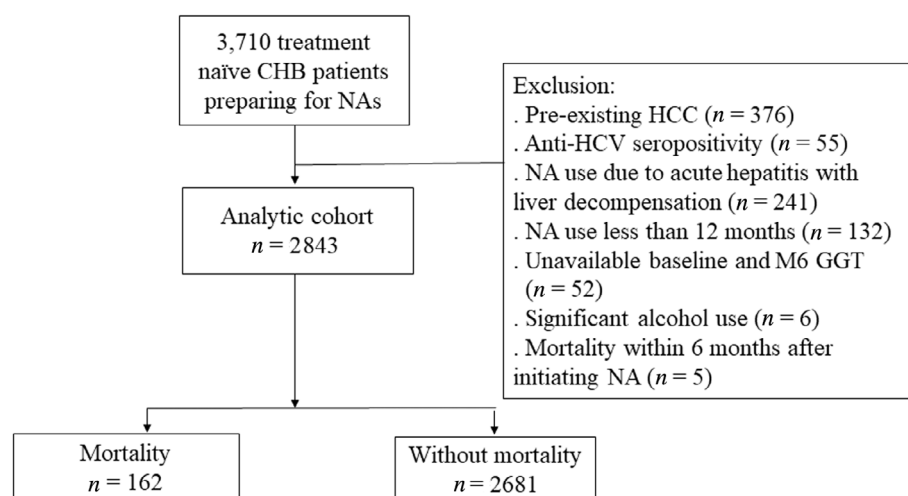 3,710 treatment
naïve CHB patients
preparing for NAs
Exclusion:
. Pre-existing HCC (n = 376)
. Anti-HCV seropositivity (n = 55)
. NA use due to acute hepatitis with
liver decompensation (n = 241)
. NA use less than 12 months (n = 132)
. Unavailable baseline and M6 GGT
(n = 52)
. Significant alcohol use (n = 6)
. Mortality within 6 months after
initiating NA (n = 5)
Analytic cohort
n = 2843
Mortality
n = 162
Without mortality
n = 2681